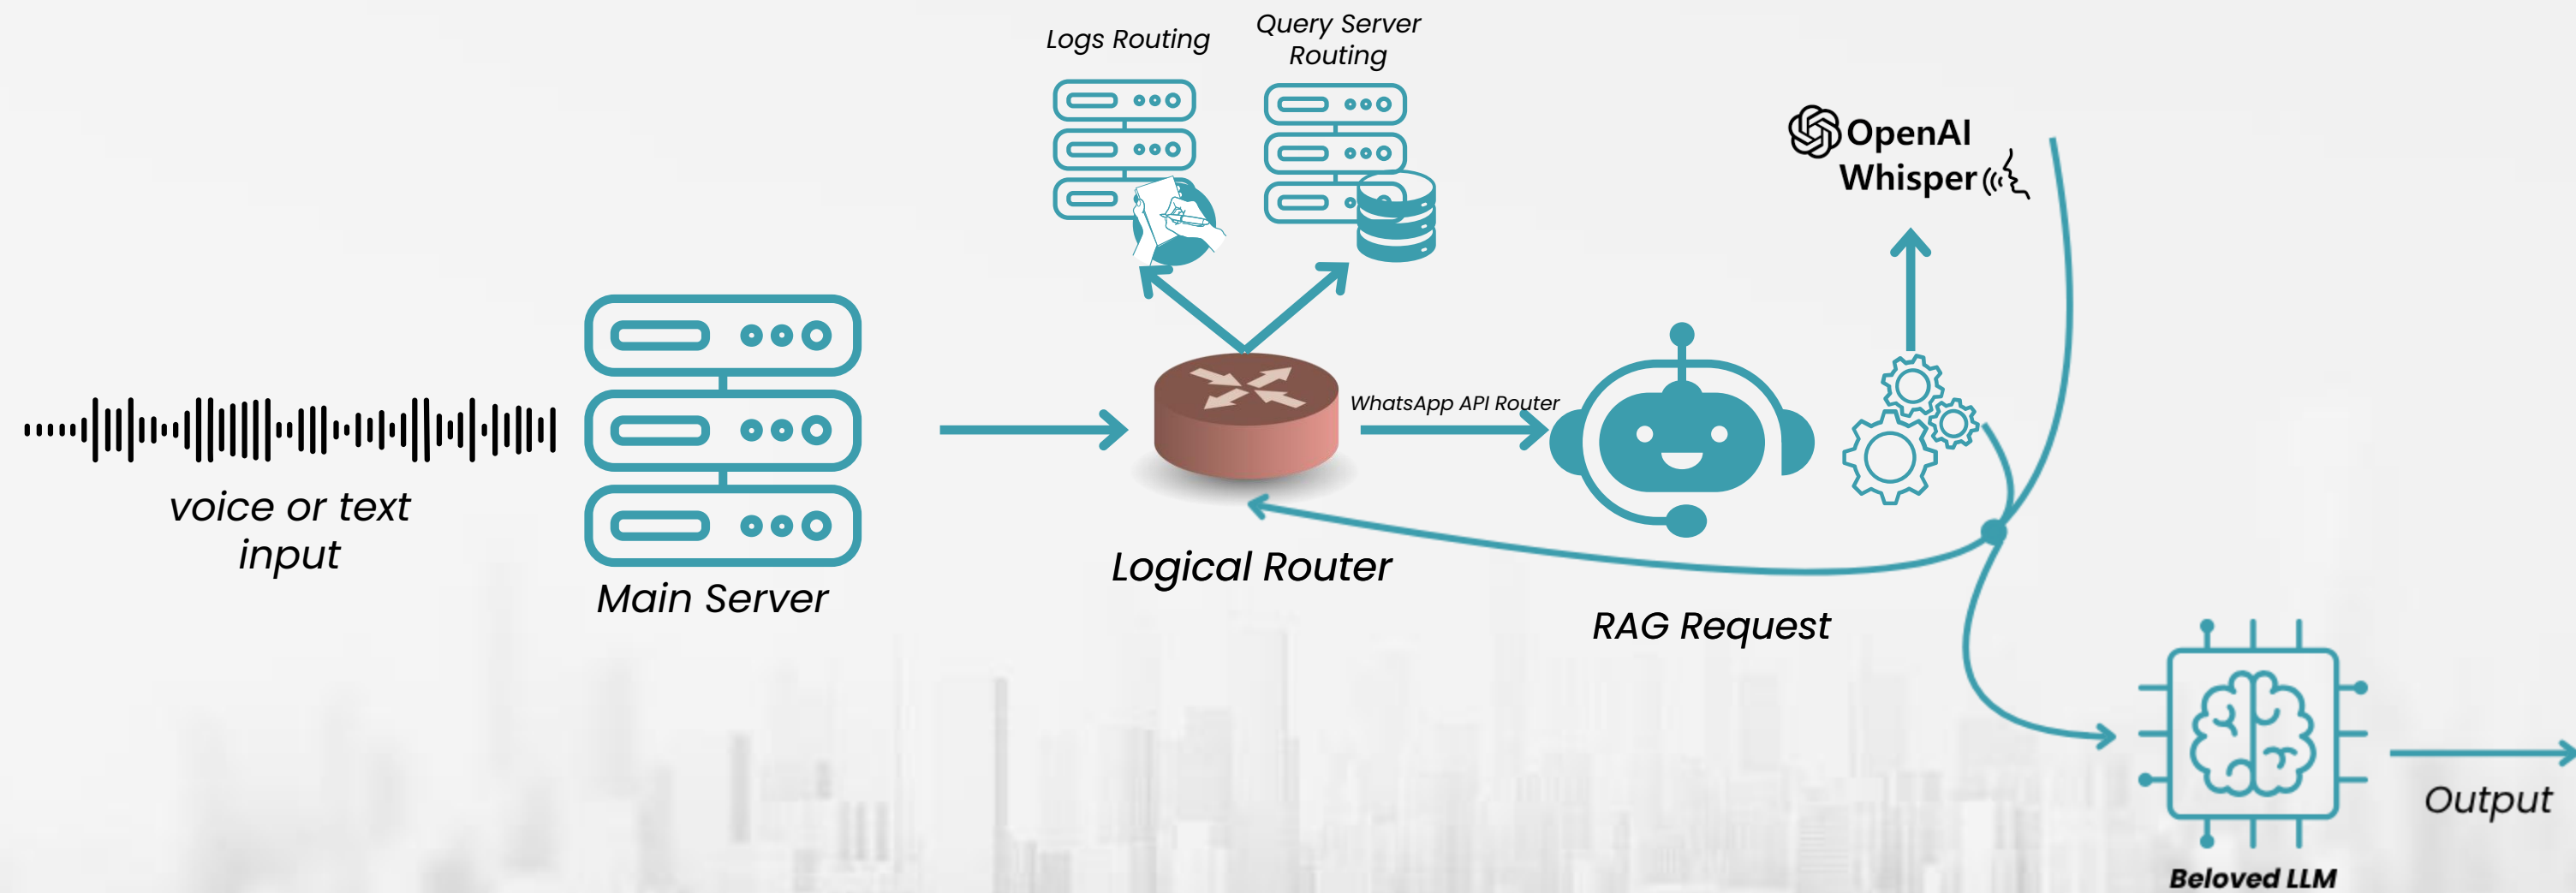 Logs Routing
Query Server
Routing
OpenAI
Whisper
WhatsApp API Router
voice or text
input
Main Server
Logical Router
RAG Request
Output
Beloved LLM